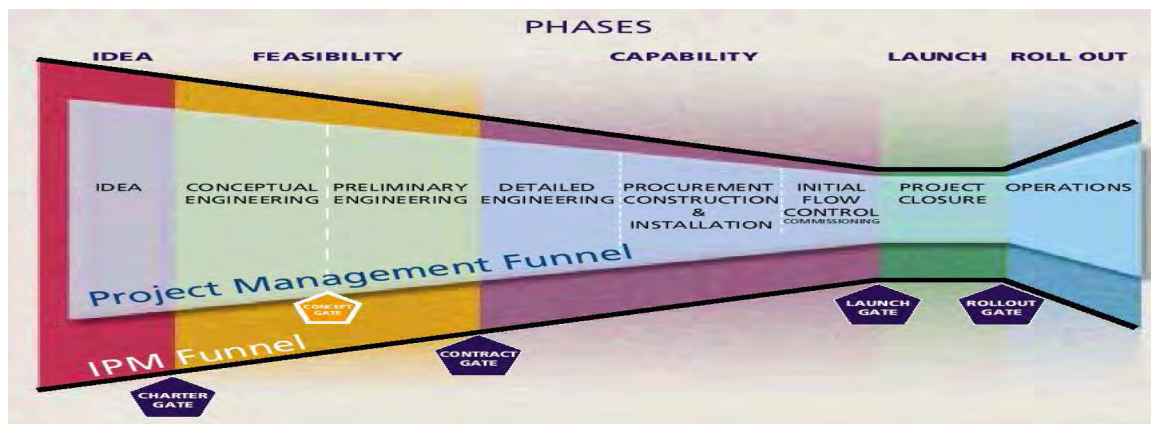 PHASES
IDEA FEASIBILITY CAPABILITY LAUNCH ROLL OUT
IDEA
CONCEPTUAL
ENGINEERING
PRELIMINARY
ENGINEERING
DETAILED
ENGINEERING
PROCUREMENT
CONSTRUCTION
&
INSTALLATION
INITIAL
FLOW
CONTROL
COMMISSIONING
PROJECT
CLOSURE
OPERATIONS
Project Management Funnel
IPM Funnel
CHARTER
GATE
CONCEPT
GATE
CONTRACT
GATE
LAUNCH
GATE
ROLLOUT
GATE